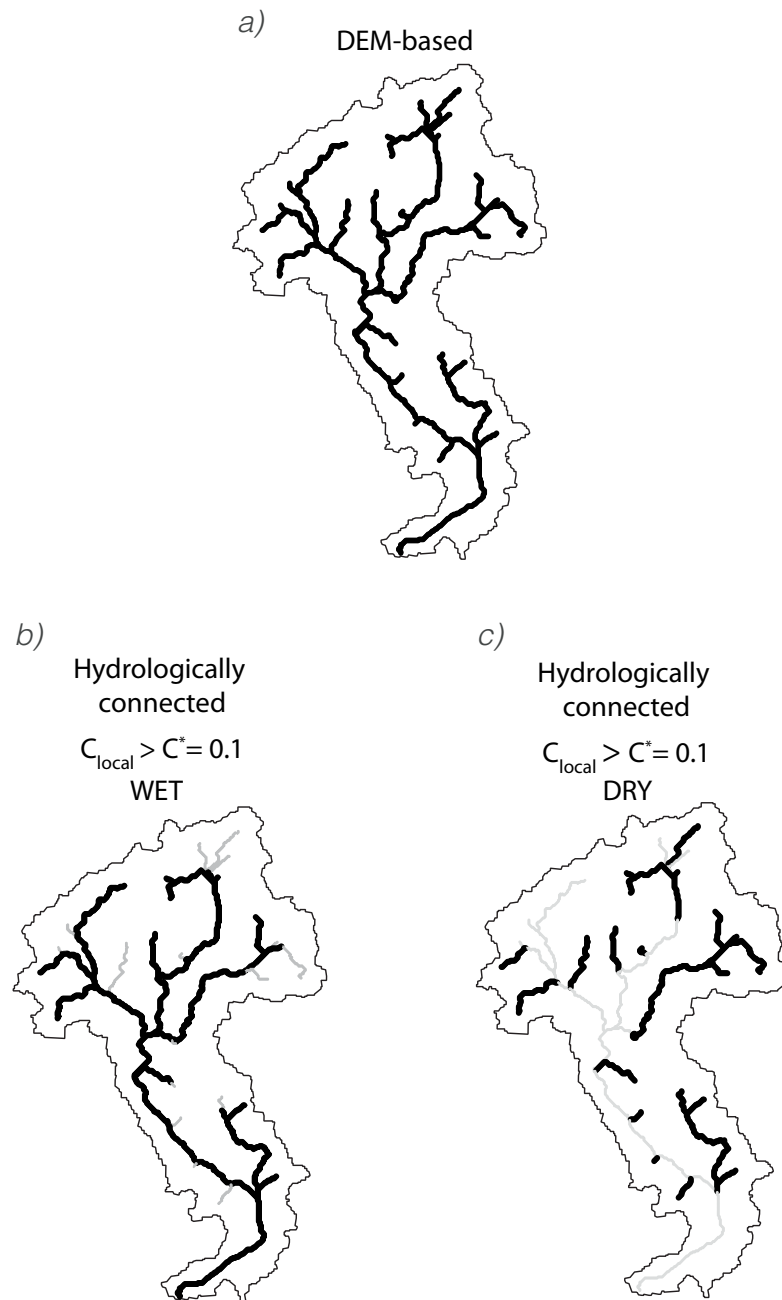 a)
DEM-based
b)
Hydrologically
connected
C_local > C* = 0.1
WET
c)
Hydrologically
connected
C_local > C* = 0.1
DRY